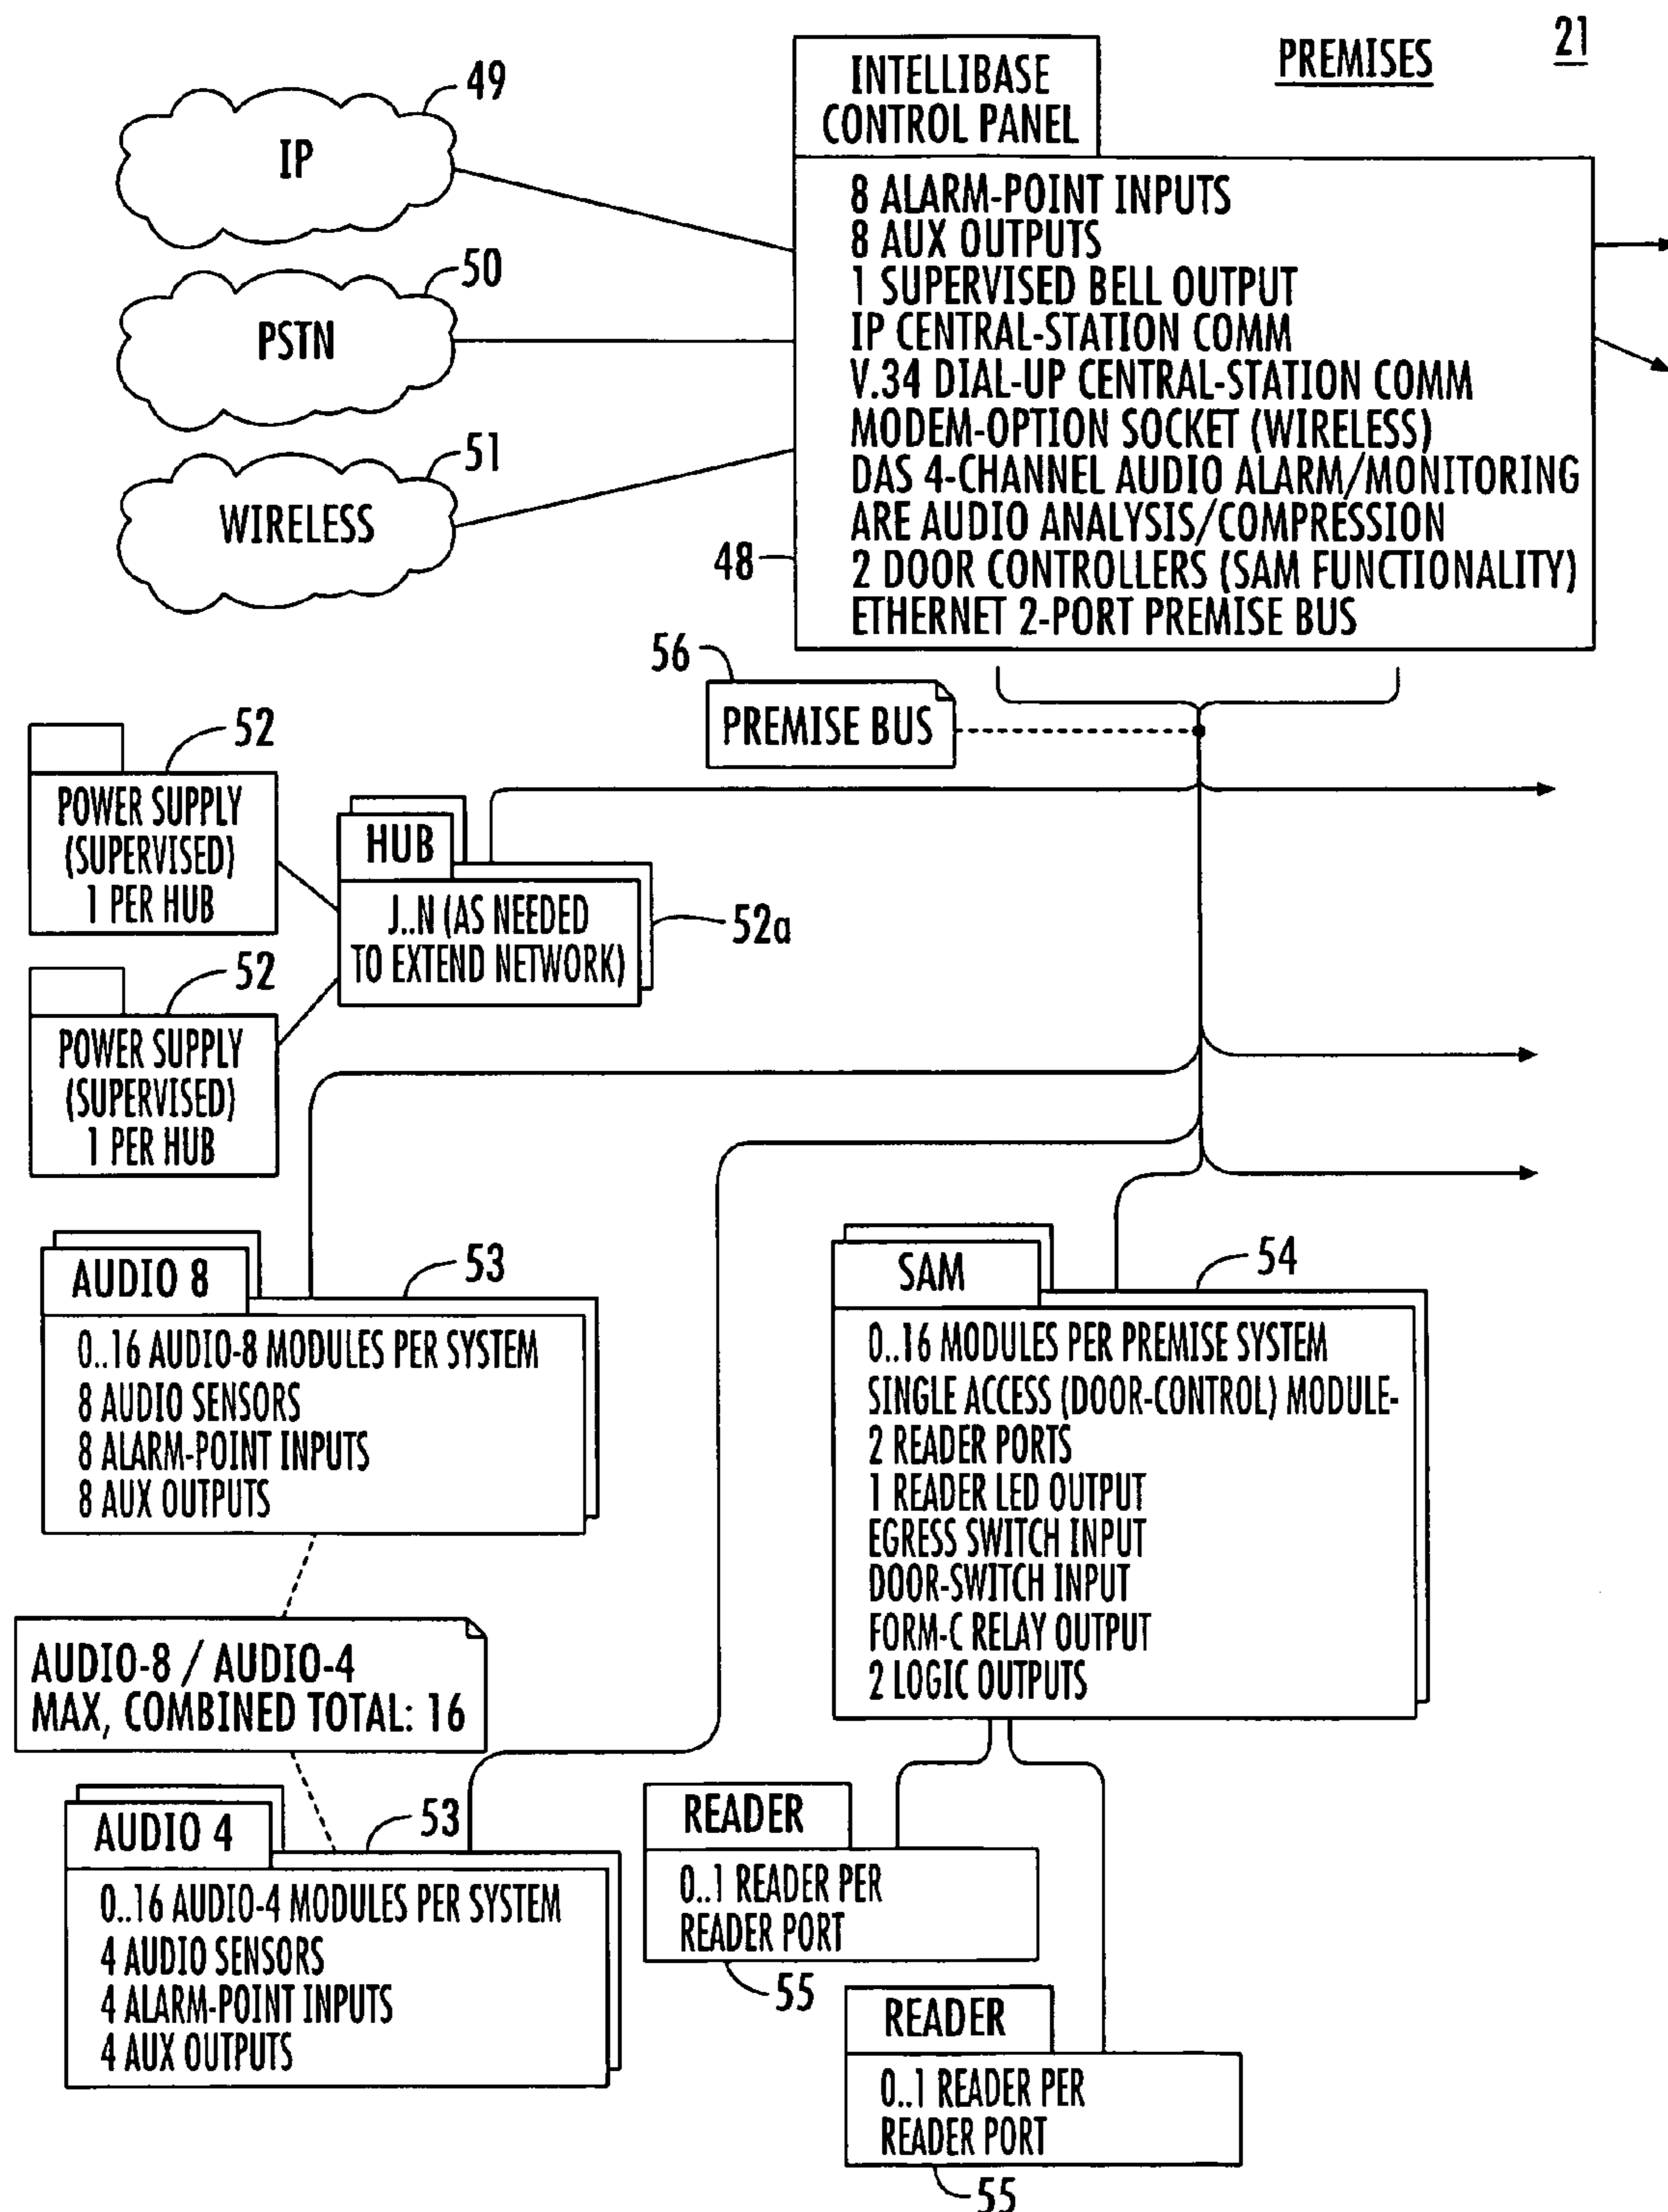 PREMISES
21
49
IP
50
PSTN
51
WIRELESS
INTELLIBASE
CONTROL PANEL
8 ALARM-POINT INPUTS
8 AUX OUTPUTS
1 SUPERVISED BELL OUTPUT
IP CENTRAL-STATION COMM
V.34 DIAL-UP CENTRAL-STATION COMM
MODEM-OPTION SOCKET (WIRELESS)
DAS 4-CHANNEL AUDIO ALARM/MONITORING
ARE AUDIO ANALYSIS/COMPRESSION
2 DOOR CONTROLLERS (SAM FUNCTIONALITY)
ETHERNET 2-PORT PREMISE BUS
48
56
PREMISE BUS
52
POWER SUPPLY
(SUPERVISED)
1 PER HUB
HUB
J..N (AS NEEDED
TO EXTEND NETWORK)
52a
52
POWER SUPPLY
(SUPERVISED)
1 PER HUB
AUDIO 8
53
0..16 AUDIO-8 MODULES PER SYSTEM
8 AUDIO SENSORS
8 ALARM-POINT INPUTS
8 AUX OUTPUTS
SAM
54
0..16 MODULES PER PREMISE SYSTEM
SINGLE ACCESS (DOOR-CONTROL) MODULE-
2 READER PORTS
1 READER LED OUTPUT
EGRESS SWITCH INPUT
DOOR-SWITCH INPUT
FORM-C RELAY OUTPUT
2 LOGIC OUTPUTS
AUDIO-8 / AUDIO-4
MAX, COMBINED TOTAL: 16
AUDIO 4
53
0..16 AUDIO-4 MODULES PER SYSTEM
4 AUDIO SENSORS
4 ALARM-POINT INPUTS
4 AUX OUTPUTS
READER
0..1 READER PER
READER PORT
55
READER
0..1 READER PER
READER PORT
55